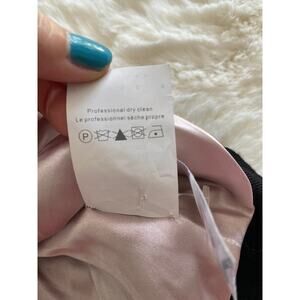 Professional dry clean
Le professionnel sèche propre
P